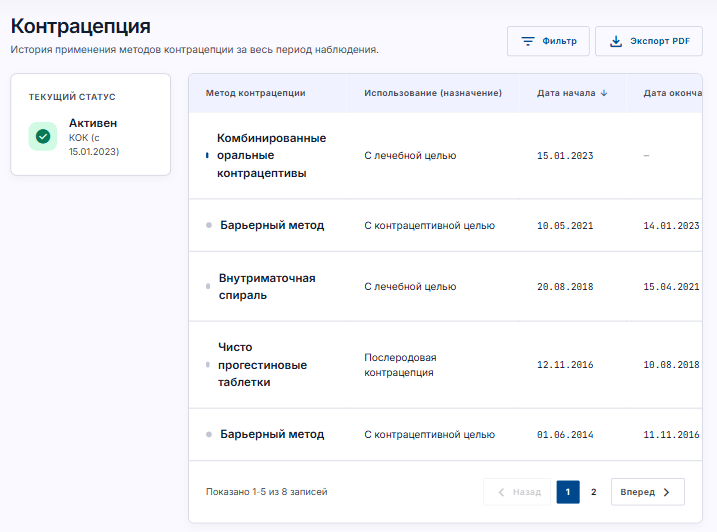 Контрацепция
История применения методов контрацепции за весь период наблюдения.
Фильтр
Экспорт PDF
ТЕКУЩИЙ СТАТУС
Активен
КОК (с
15.01.2023)
Метод контрацепции Использование (назначение) Дата начала ↓ Дата оконча
Комбинированные
оральные
контрацептивы
С лечебной целью 15.01.2023 —
Барьерный метод С контрацептивной целью 10.05.2021 14.01.2023
Внутриматочная
спираль
С лечебной целью 20.08.2018 15.04.2021
Чисто
прогестиновые
таблетки
Послеродовая
контрацепция
12.11.2016 10.08.2018
Барьерный метод С контрацептивной целью 01.06.2014 11.11.2016
Показано 1-5 из 8 записей
Назад 1 2 Вперед